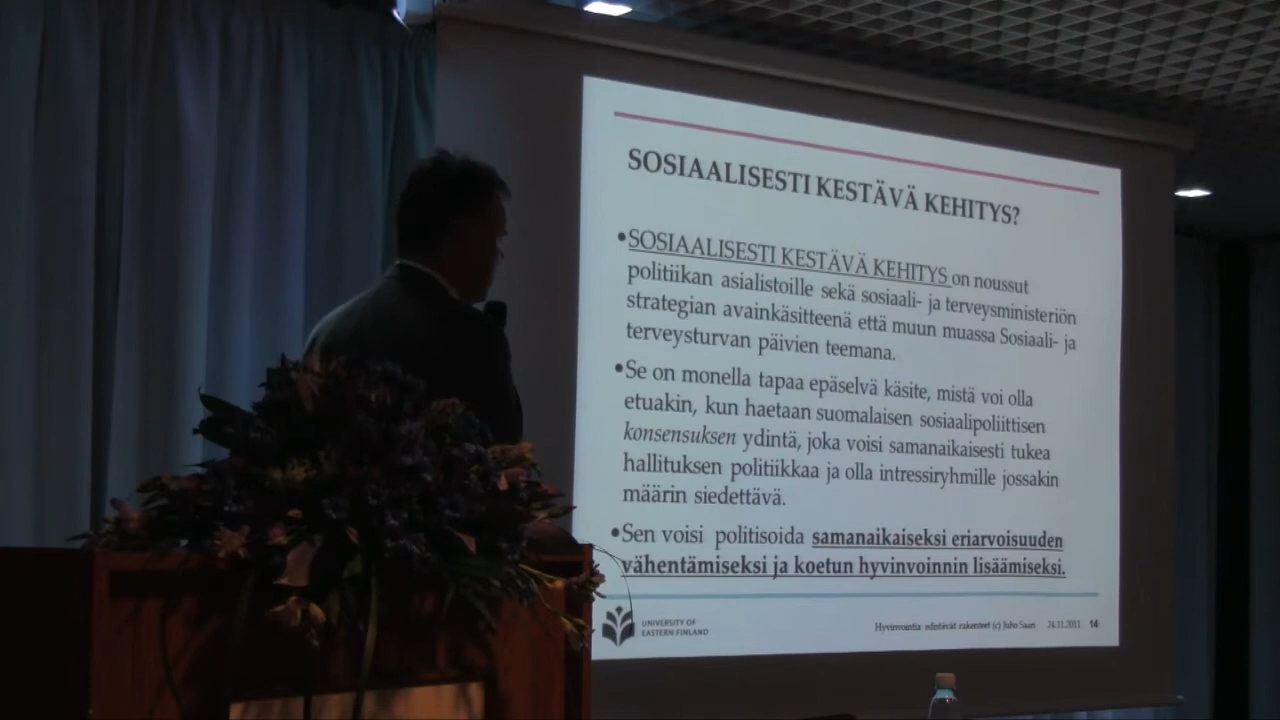 SOSIAALISESTI KESTÄVÄ KEHITYS?
•SOSIAALISESTI KESTÄVÄ KEHITYS on noussut
politiikan asialistoille sekä sosiaali- ja terveysministeriön
strategian avainkäsitteenä että muun muassa Sosiaali- ja
terveysturvan päivien teemana.
•Se on monella tapaa epäselvä käsite, mistä voi olla
etuakin, kun haetaan suomalaisen sosiaalipoliittisen
konsensuksen ydintä, joka voisi samanaikaisesti tukea
hallituksen politiikkaa ja olla intressiryhmille jossakin
määrin siedettävä.
•Sen voisi politisoida samanaikaiseksi eriarvoisuuden
vähentämiseksi ja koetun hyvinvoinnin lisäämiseksi.
UNIVERSITY OF
EASTERN FINLAND
Hyvinvointia edistävät rakenteet (c) Juho Saari 24.11.2011 14